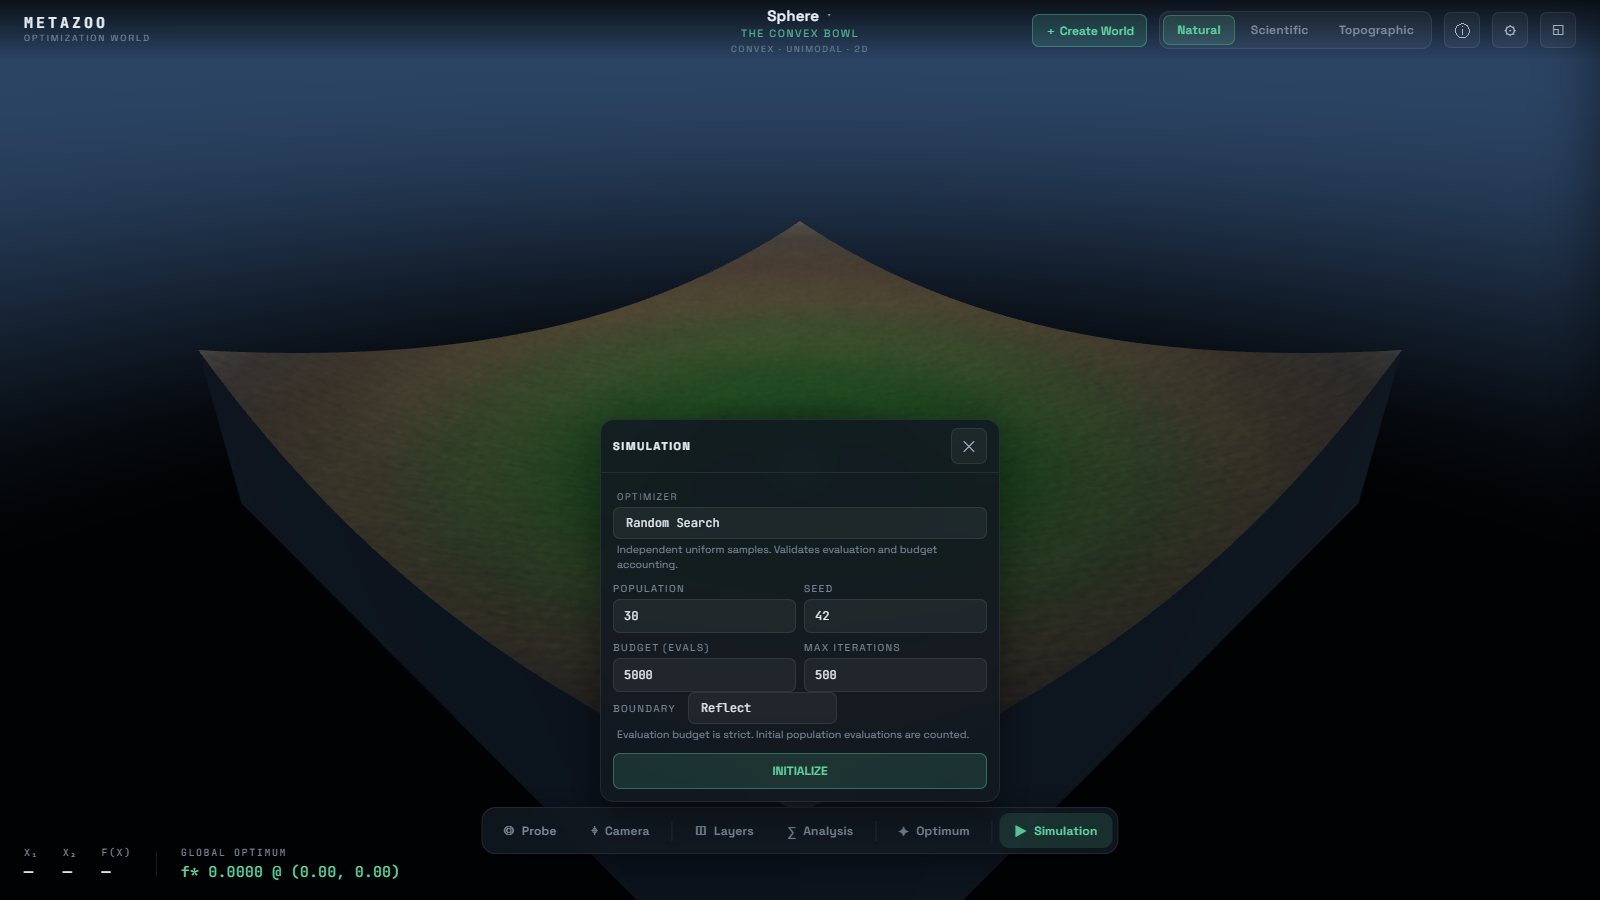 METAZOO
OPTIMIZATION WORLD
Sphere
THE CONVEX BOWL
CONVEX · UNIMODAL · 2D
+ Create World
Natural
Scientific
Topographic
SIMULATION
OPTIMIZER
Random Search
Independent uniform samples. Validates evaluation and budget
accounting.
POPULATION
SEED
30
42
BUDGET (EVALS)
MAX ITERATIONS
5000
500
BOUNDARY
Reflect
Evaluation budget is strict. Initial population evaluations are counted.
INITIALIZE
Probe
Camera
Layers
∑ Analysis
Optimum
Simulation
X₁ X₂ F(X)
— — —
GLOBAL OPTIMUM
f* 0.0000 @ (0.00, 0.00)